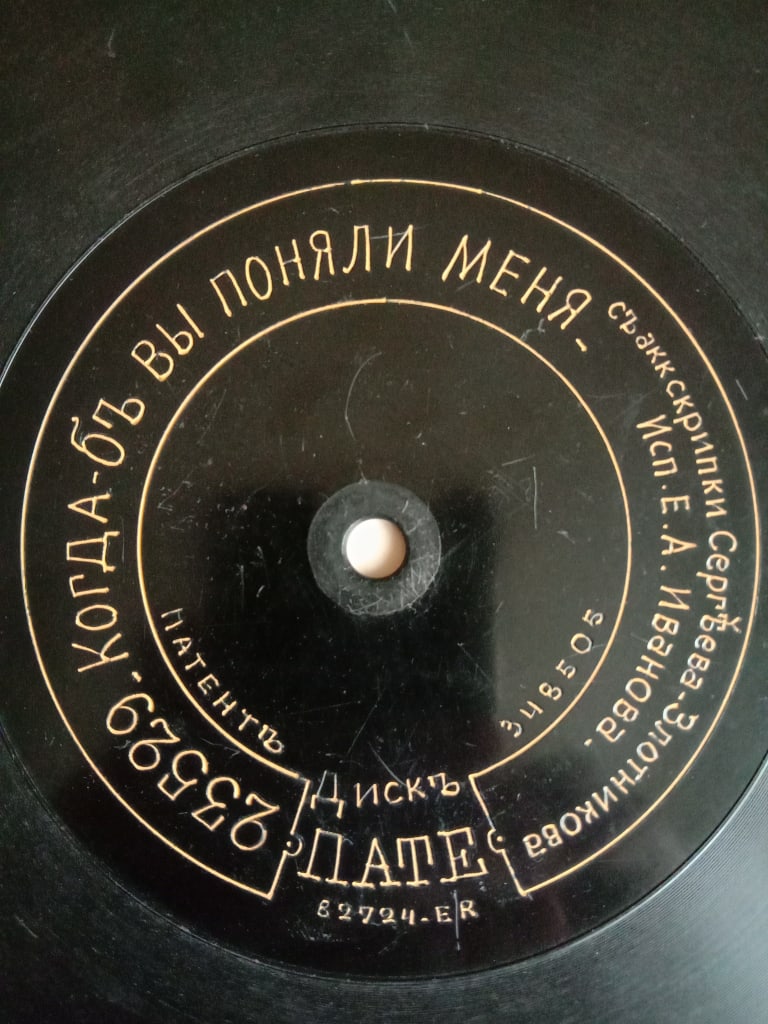 23529. КОГДА-бЪ ВЫ ПОНЯЛИ МЕНЯ-
съ акк скрипки Сергѣева-Злотникова
Исп. Е. А. Иванова.
ПАТЕНТЪ
348505
Дискъ
ПАТЕ
82724-ER